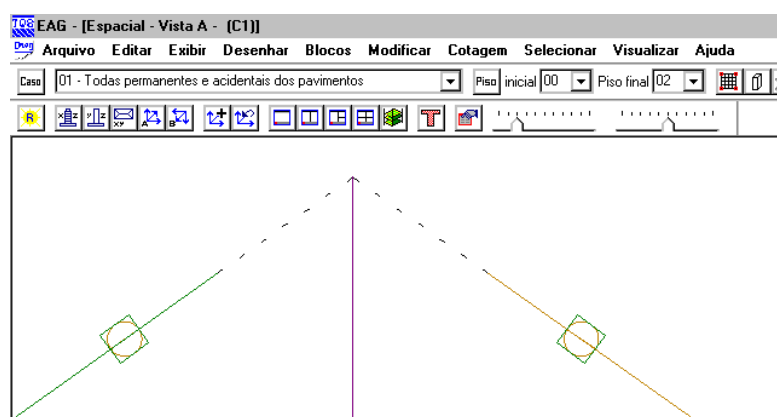 TQS EAG - [Espacial - Vista A - (C1)]
Dwg Arquivo Editar Exibir Desenhar Blocos Modificar Cotagem Selecionar Visualizar Ajuda
Caso 01 - Todas permanentes e acidentais dos pavimentos Piso inicial 00 Piso final 02
R x z y z xy A B T